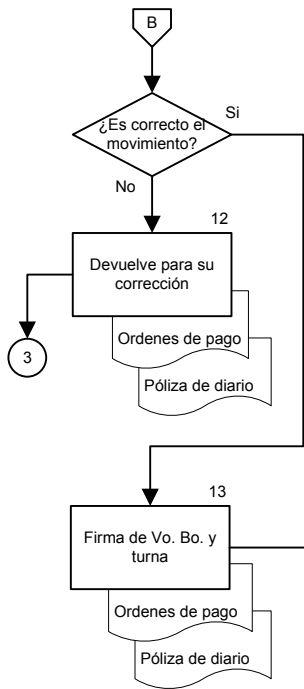 B
¿Es correcto el
movimiento?
Si
No
12
Devuelve para su
corrección
Ordenes de pago
3
Póliza de diario
13
Firma de Vo. Bo. y
turna
Ordenes de pago
Póliza de diario